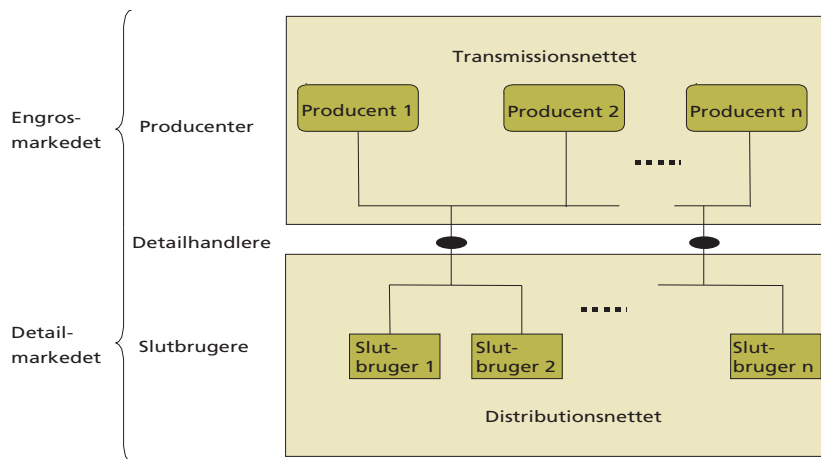 Transmissionsnettet
Producent 1
Producent 2
Producent n
Engros-
markedet
Producenter
Detailhandlere
Detail-
markedet
Slutbrugere
Slut-
bruger 1
Slut-
bruger 2
Slut-
bruger n
Distributionsnettet